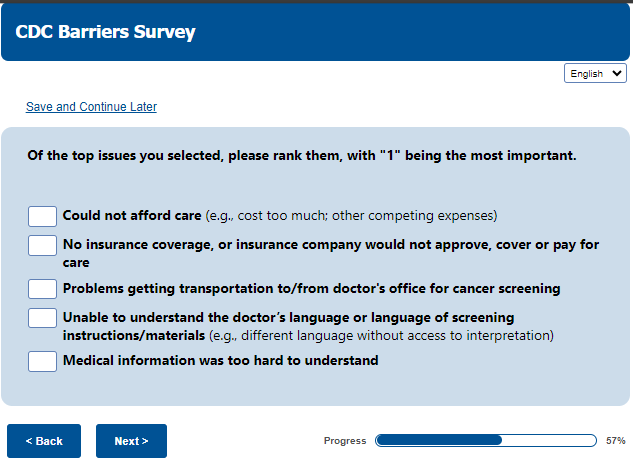 CDC Barriers Survey
English
Save and Continue Later
Of the top issues you selected, please rank them, with "1" being the most important.
Could not afford care (e.g., cost too much; other competing expenses)
No insurance coverage, or insurance company would not approve, cover or pay for
care
Problems getting transportation to/from doctor's office for cancer screening
Unable to understand the doctor's language or language of screening
instructions/materials (e.g., different language without access to interpretation)
Medical information was too hard to understand
< Back
Next >
Progress
57%